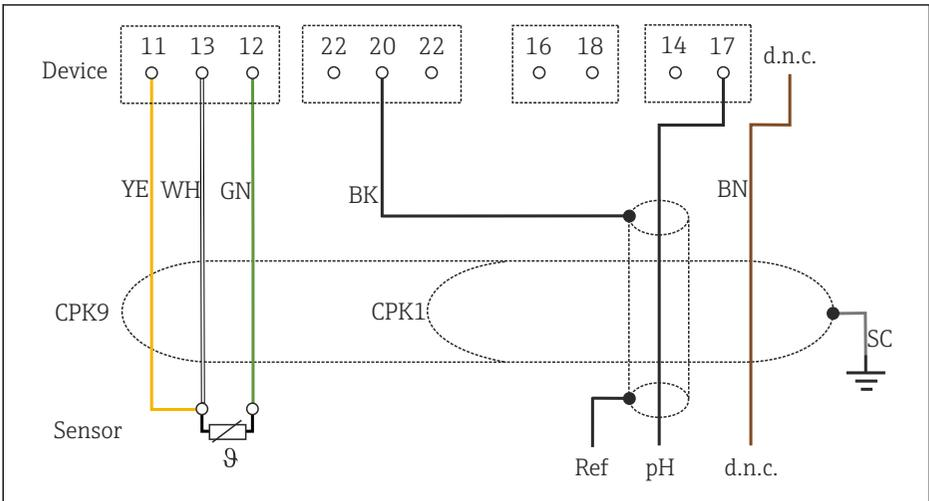 11 13 12
22 20 22
16 18
14 17
d.n.c.
Device
YE WH GN
BK
BN
CPK9
CPK1
SC
Sensor
ϑ
Ref pH d.n.c.